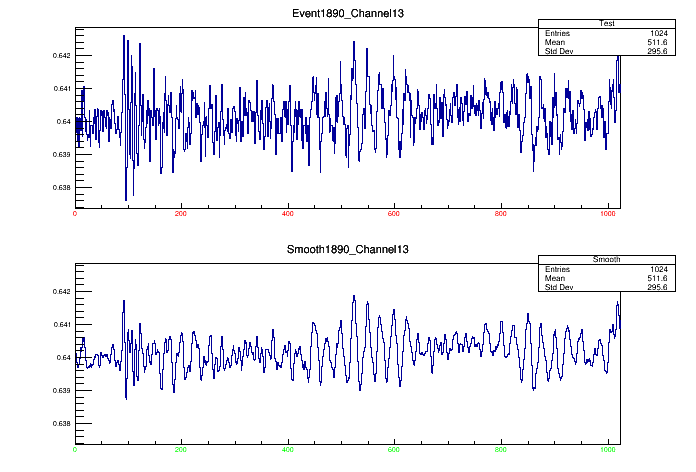 Event1890_Channel13
Test
Entries 1024
Mean 511.6
Std Dev 295.6
0.642
0.641
0.64
0.639
0.638
0 200 400 600 800 1000
Smooth1890_Channel13
Smooth
Entries 1024
Mean 511.6
Std Dev 295.6
0.642
0.641
0.64
0.639
0.638
0 200 400 600 800 1000